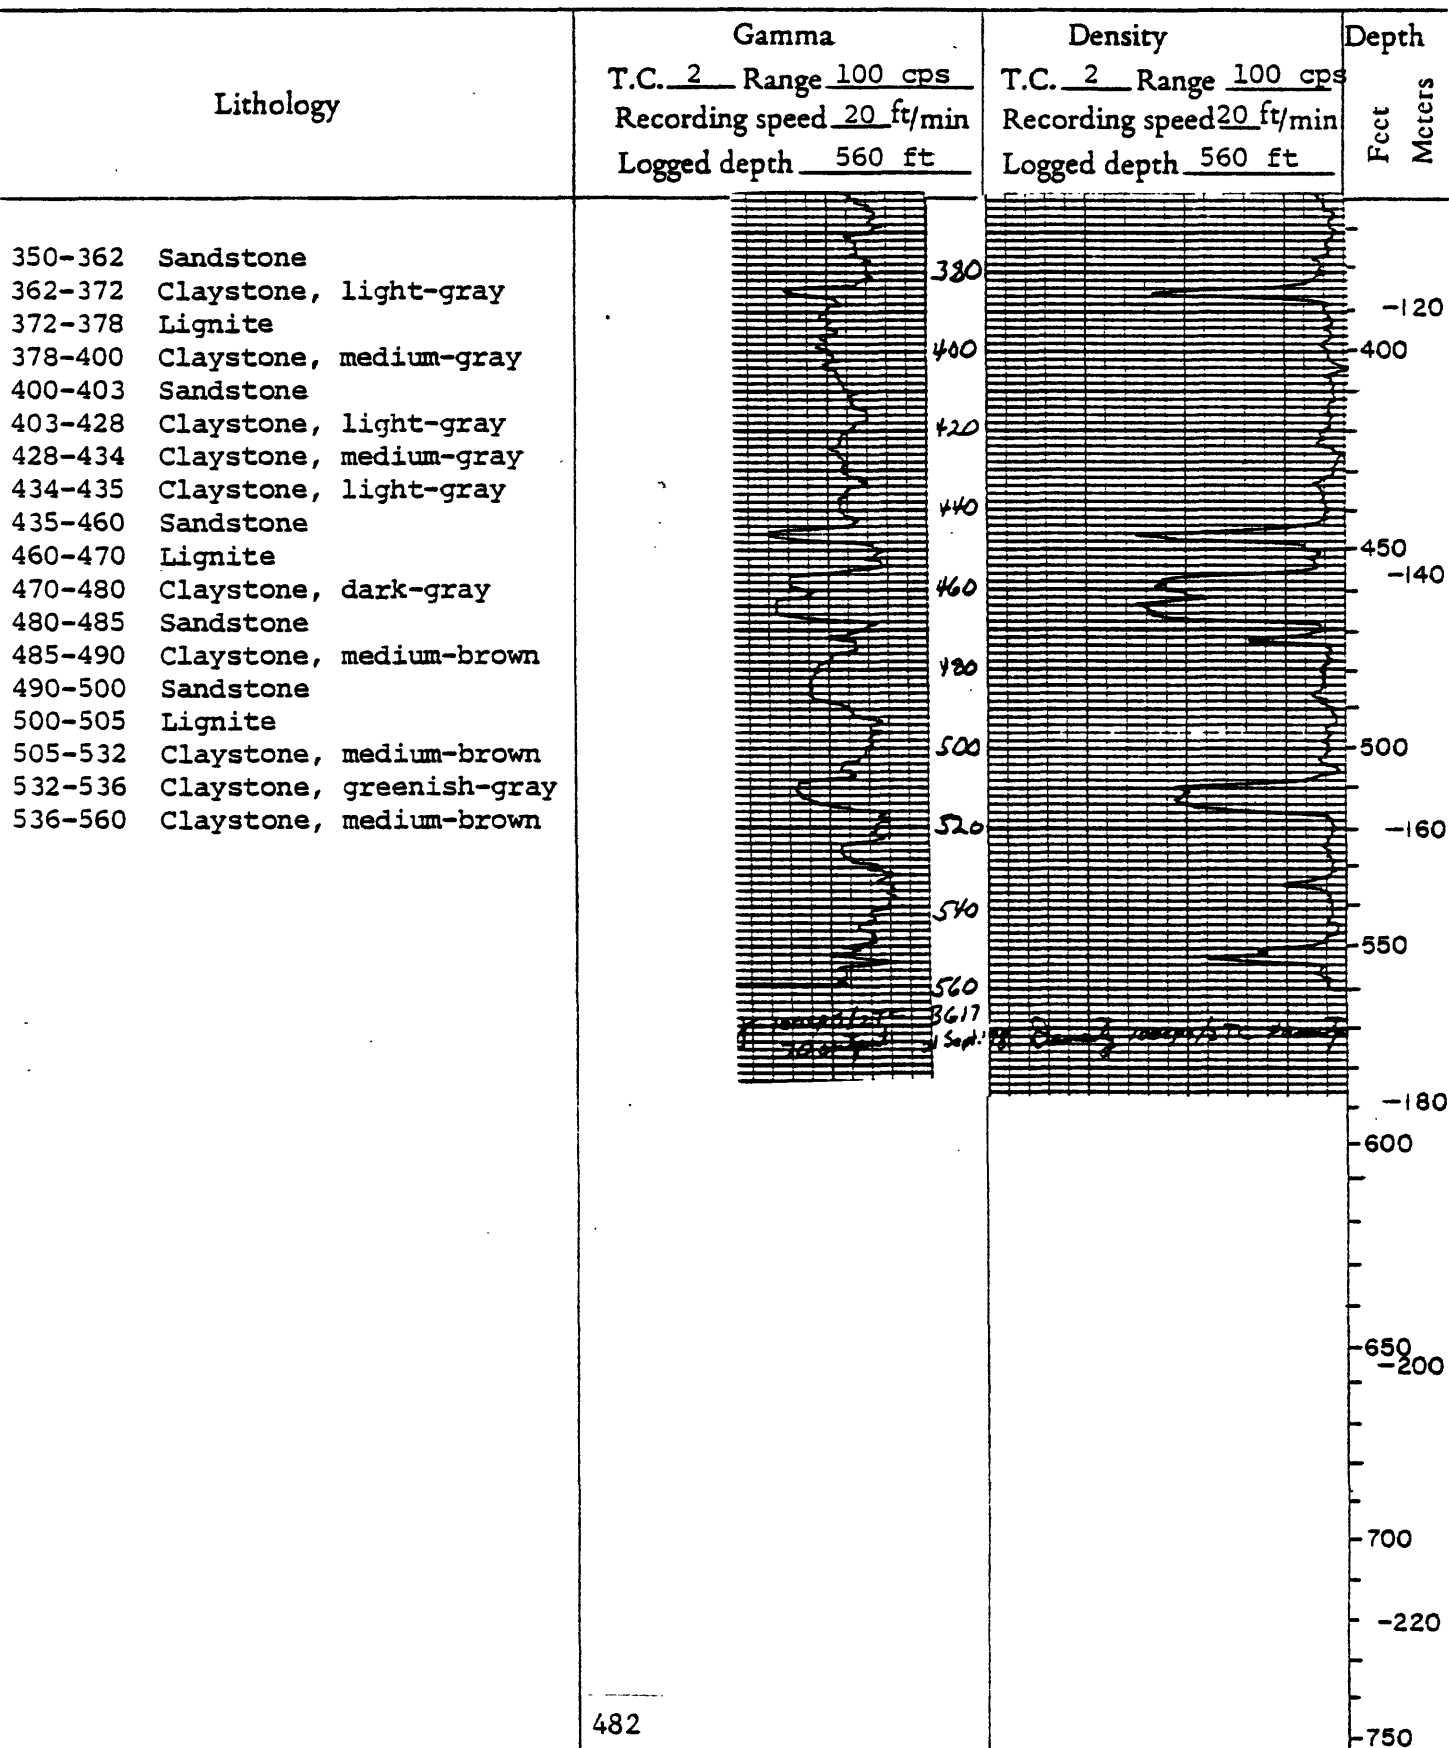 Lithology
Gamma
T.C. 2 Range 100 cps
Recording speed 20 ft/min
Logged depth 560 ft
Density
T.C. 2 Range 100 cps
Recording speed 20 ft/min
Logged depth 560 ft
Depth
Feet
Meters
350-362 Sandstone
362-372 Claystone, light-gray
372-378 Lignite
378-400 Claystone, medium-gray
400-403 Sandstone
403-428 Claystone, light-gray
428-434 Claystone, medium-gray
434-435 Claystone, light-gray
435-460 Sandstone
460-470 Lignite
470-480 Claystone, dark-gray
480-485 Sandstone
485-490 Claystone, medium-brown
490-500 Sandstone
500-505 Lignite
505-532 Claystone, medium-brown
532-536 Claystone, greenish-gray
536-560 Claystone, medium-brown
380
400
420
440
460
480
500
520
540
560
3617
Sept.
Density
-120
-400
-450
-140
-500
-160
-550
-180
-600
-650
-200
-700
-220
-750
482